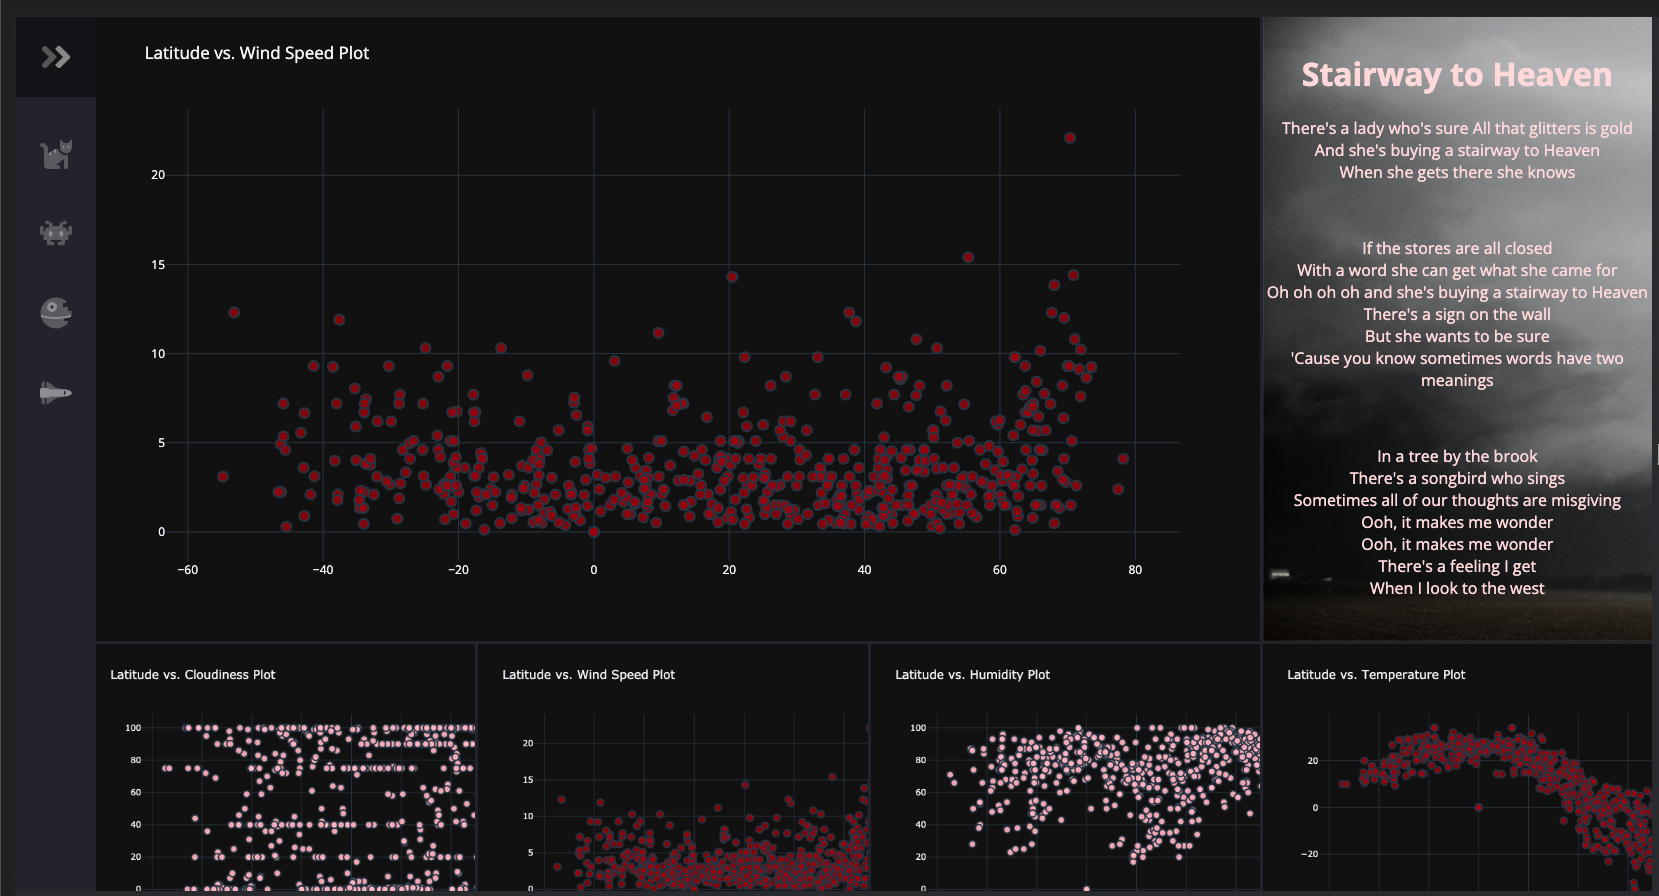 Latitude vs. Wind Speed Plot
20
15
10
5
0
−60
−40
−20
0
20
40
60
80
Stairway to Heaven
There's a lady who's sure All that glitters is gold
And she's buying a stairway to Heaven
When she gets there she knows
If the stores are all closed
With a word she can get what she came for
Oh oh oh oh and she's buying a stairway to Heaven
There's a sign on the wall
But she wants to be sure
'Cause you know sometimes words have two
meanings
In a tree by the brook
There's a songbird who sings
Sometimes all of our thoughts are misgiving
Ooh, it makes me wonder
Ooh, it makes me wonder
There's a feeling I get
When I look to the west
Latitude vs. Cloudiness Plot
100
80
60
40
20
0
Latitude vs. Wind Speed Plot
20
15
10
5
0
Latitude vs. Humidity Plot
100
80
60
40
20
0
Latitude vs. Temperature Plot
20
0
−20